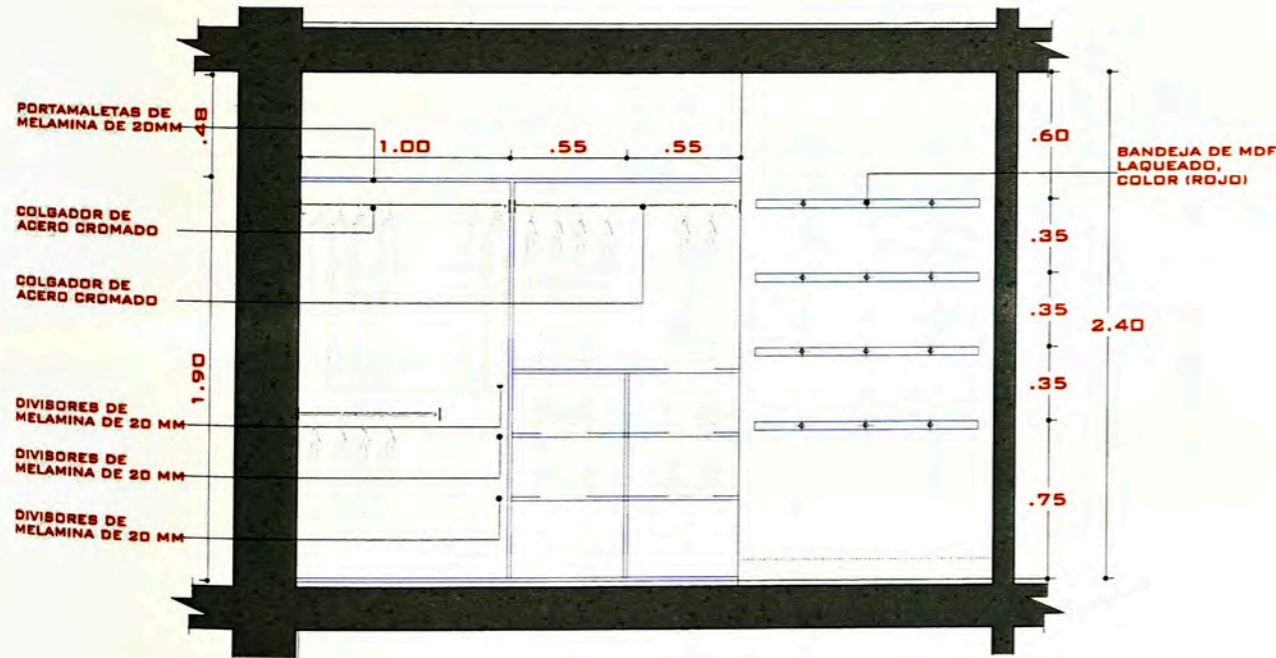 PORTAMALETAS DE
MELAMINA DE 20MM
.48
1.00
.55
.55
.60
BANDEJA DE MDF
LAQUEADO,
COLOR (ROJO)
COLGADOR DE
ACERO CROMADO
.35
COLGADOR DE
ACERO CROMADO
.35
2.40
1.90
.35
DIVISORES DE
MELAMINA DE 20 MM
DIVISORES DE
MELAMINA DE 20 MM
.75
DIVISORES DE
MELAMINA DE 20 MM